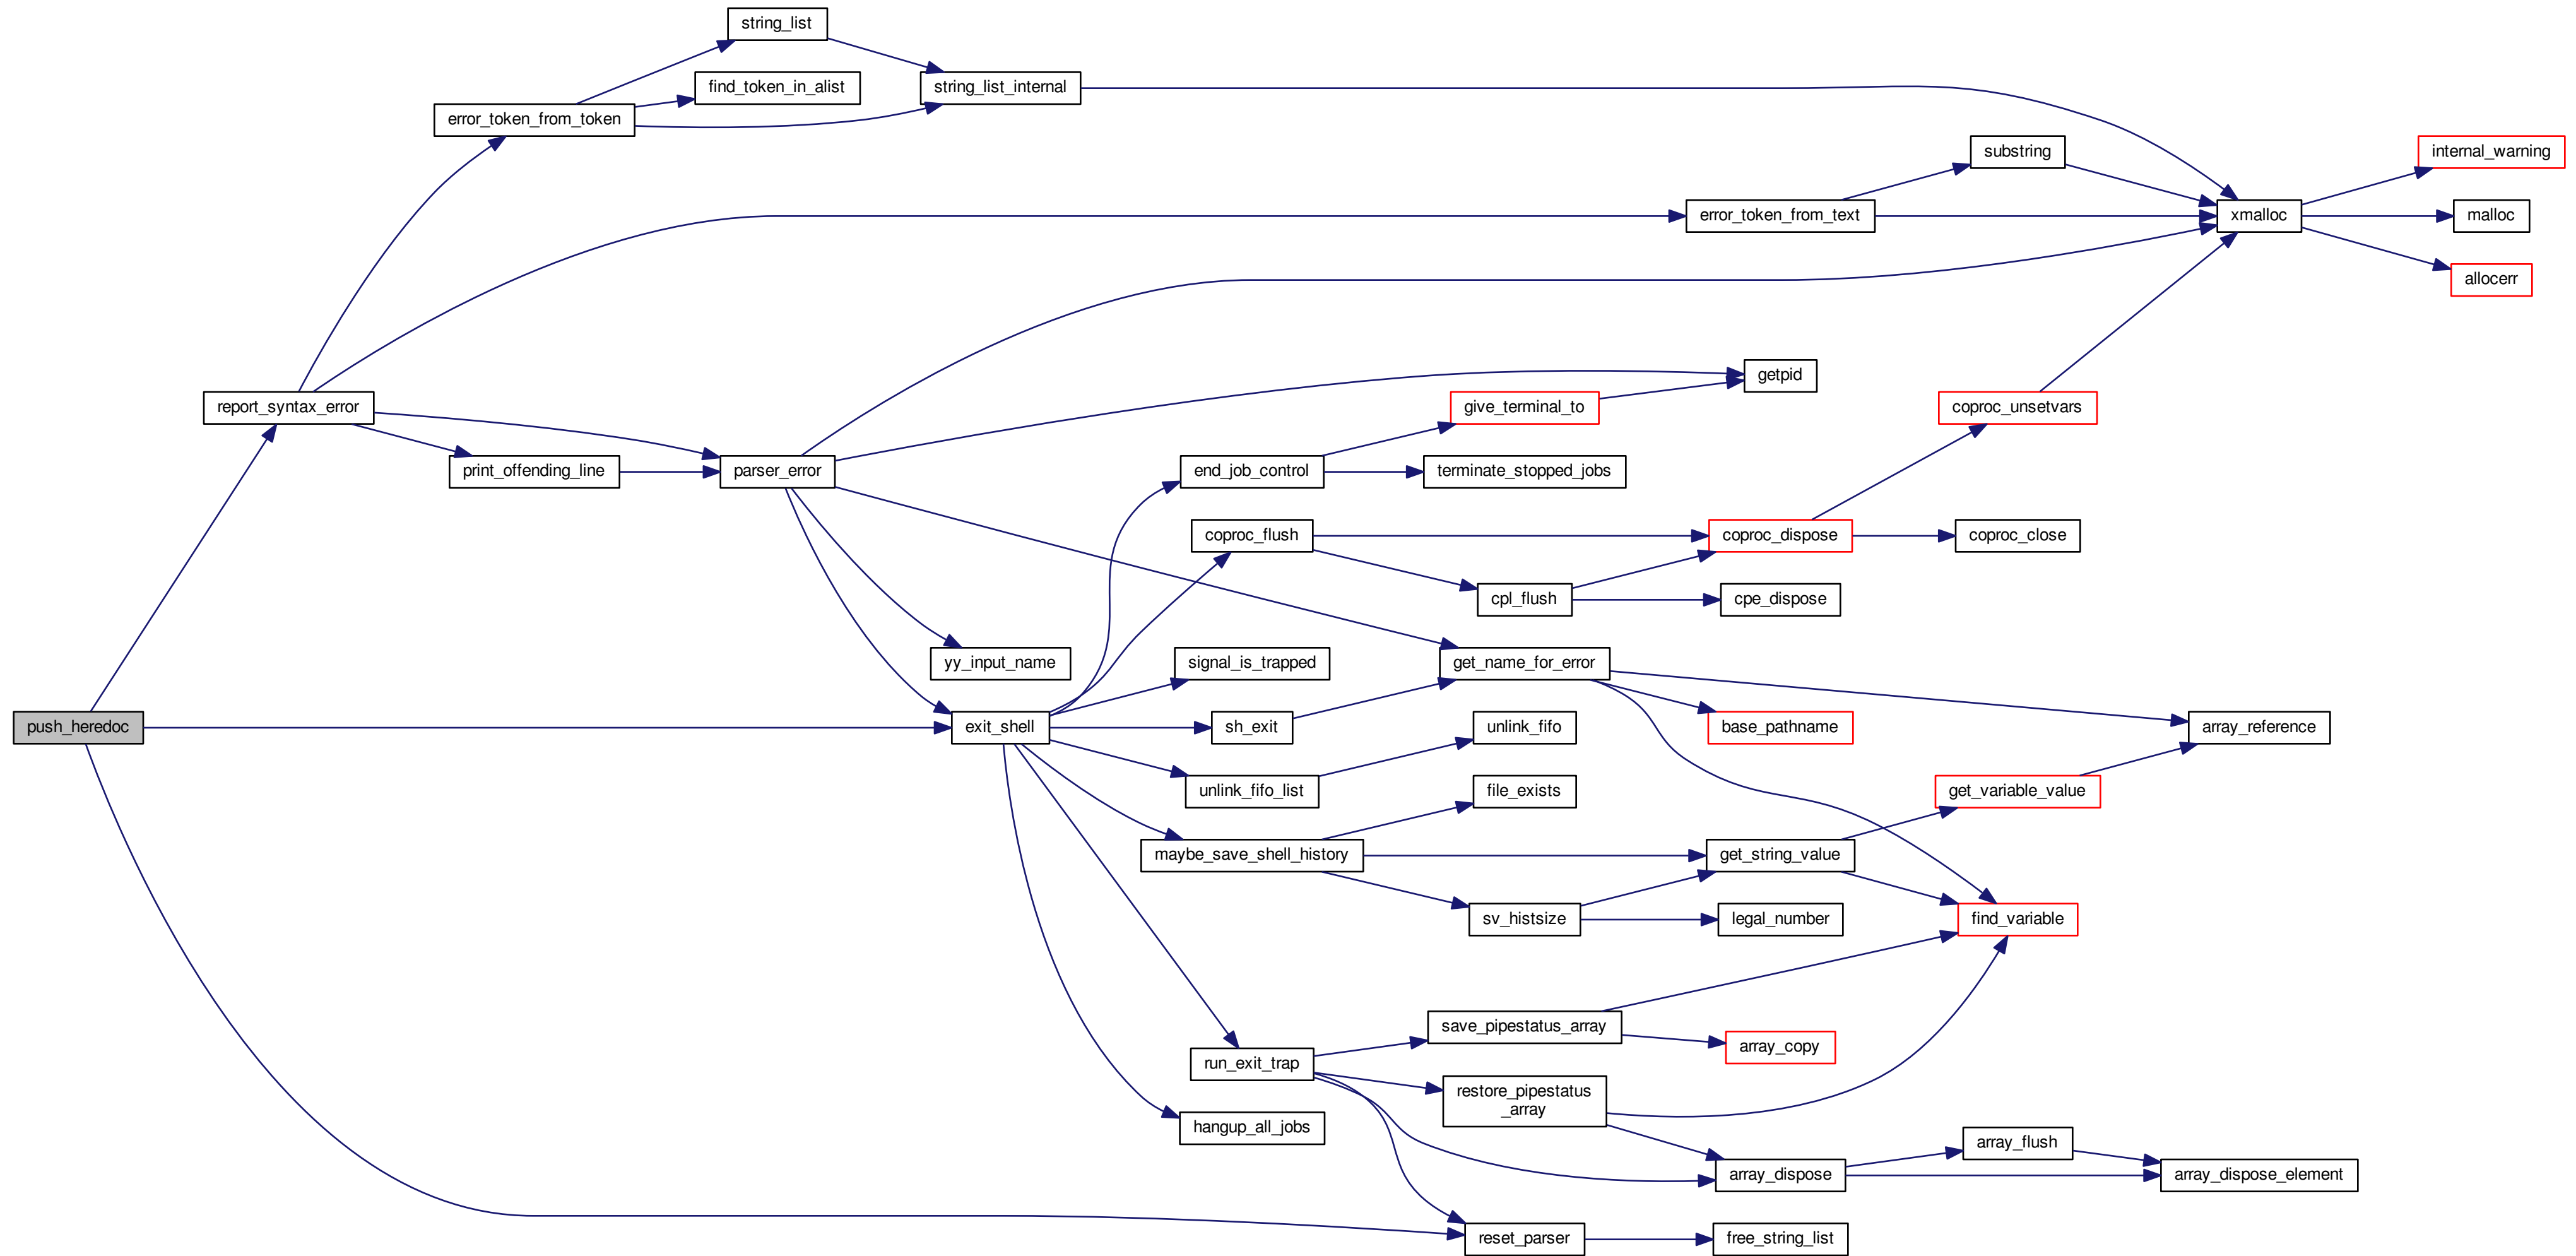 string_list
find_token_in_alist
string_list_internal
error_token_from_token
substring
internal_warning
error_token_from_text
xmalloc
malloc
allocerr
getpid
report_syntax_error
give_terminal_to
coproc_unsetvars
print_offending_line
parser_error
end_job_control
terminate_stopped_jobs
coproc_flush
coproc_dispose
coproc_close
cpl_flush
cpe_dispose
yy_input_name
signal_is_trapped
get_name_for_error
push_heredoc
exit_shell
sh_exit
unlink_fifo
base_pathname
array_reference
unlink_fifo_list
file_exists
get_variable_value
maybe_save_shell_history
get_string_value
sv_histsize
legal_number
find_variable
save_pipestatus_array
array_copy
run_exit_trap
restore_pipestatus
_array
hangup_all_jobs
array_flush
array_dispose
array_dispose_element
reset_parser
free_string_list